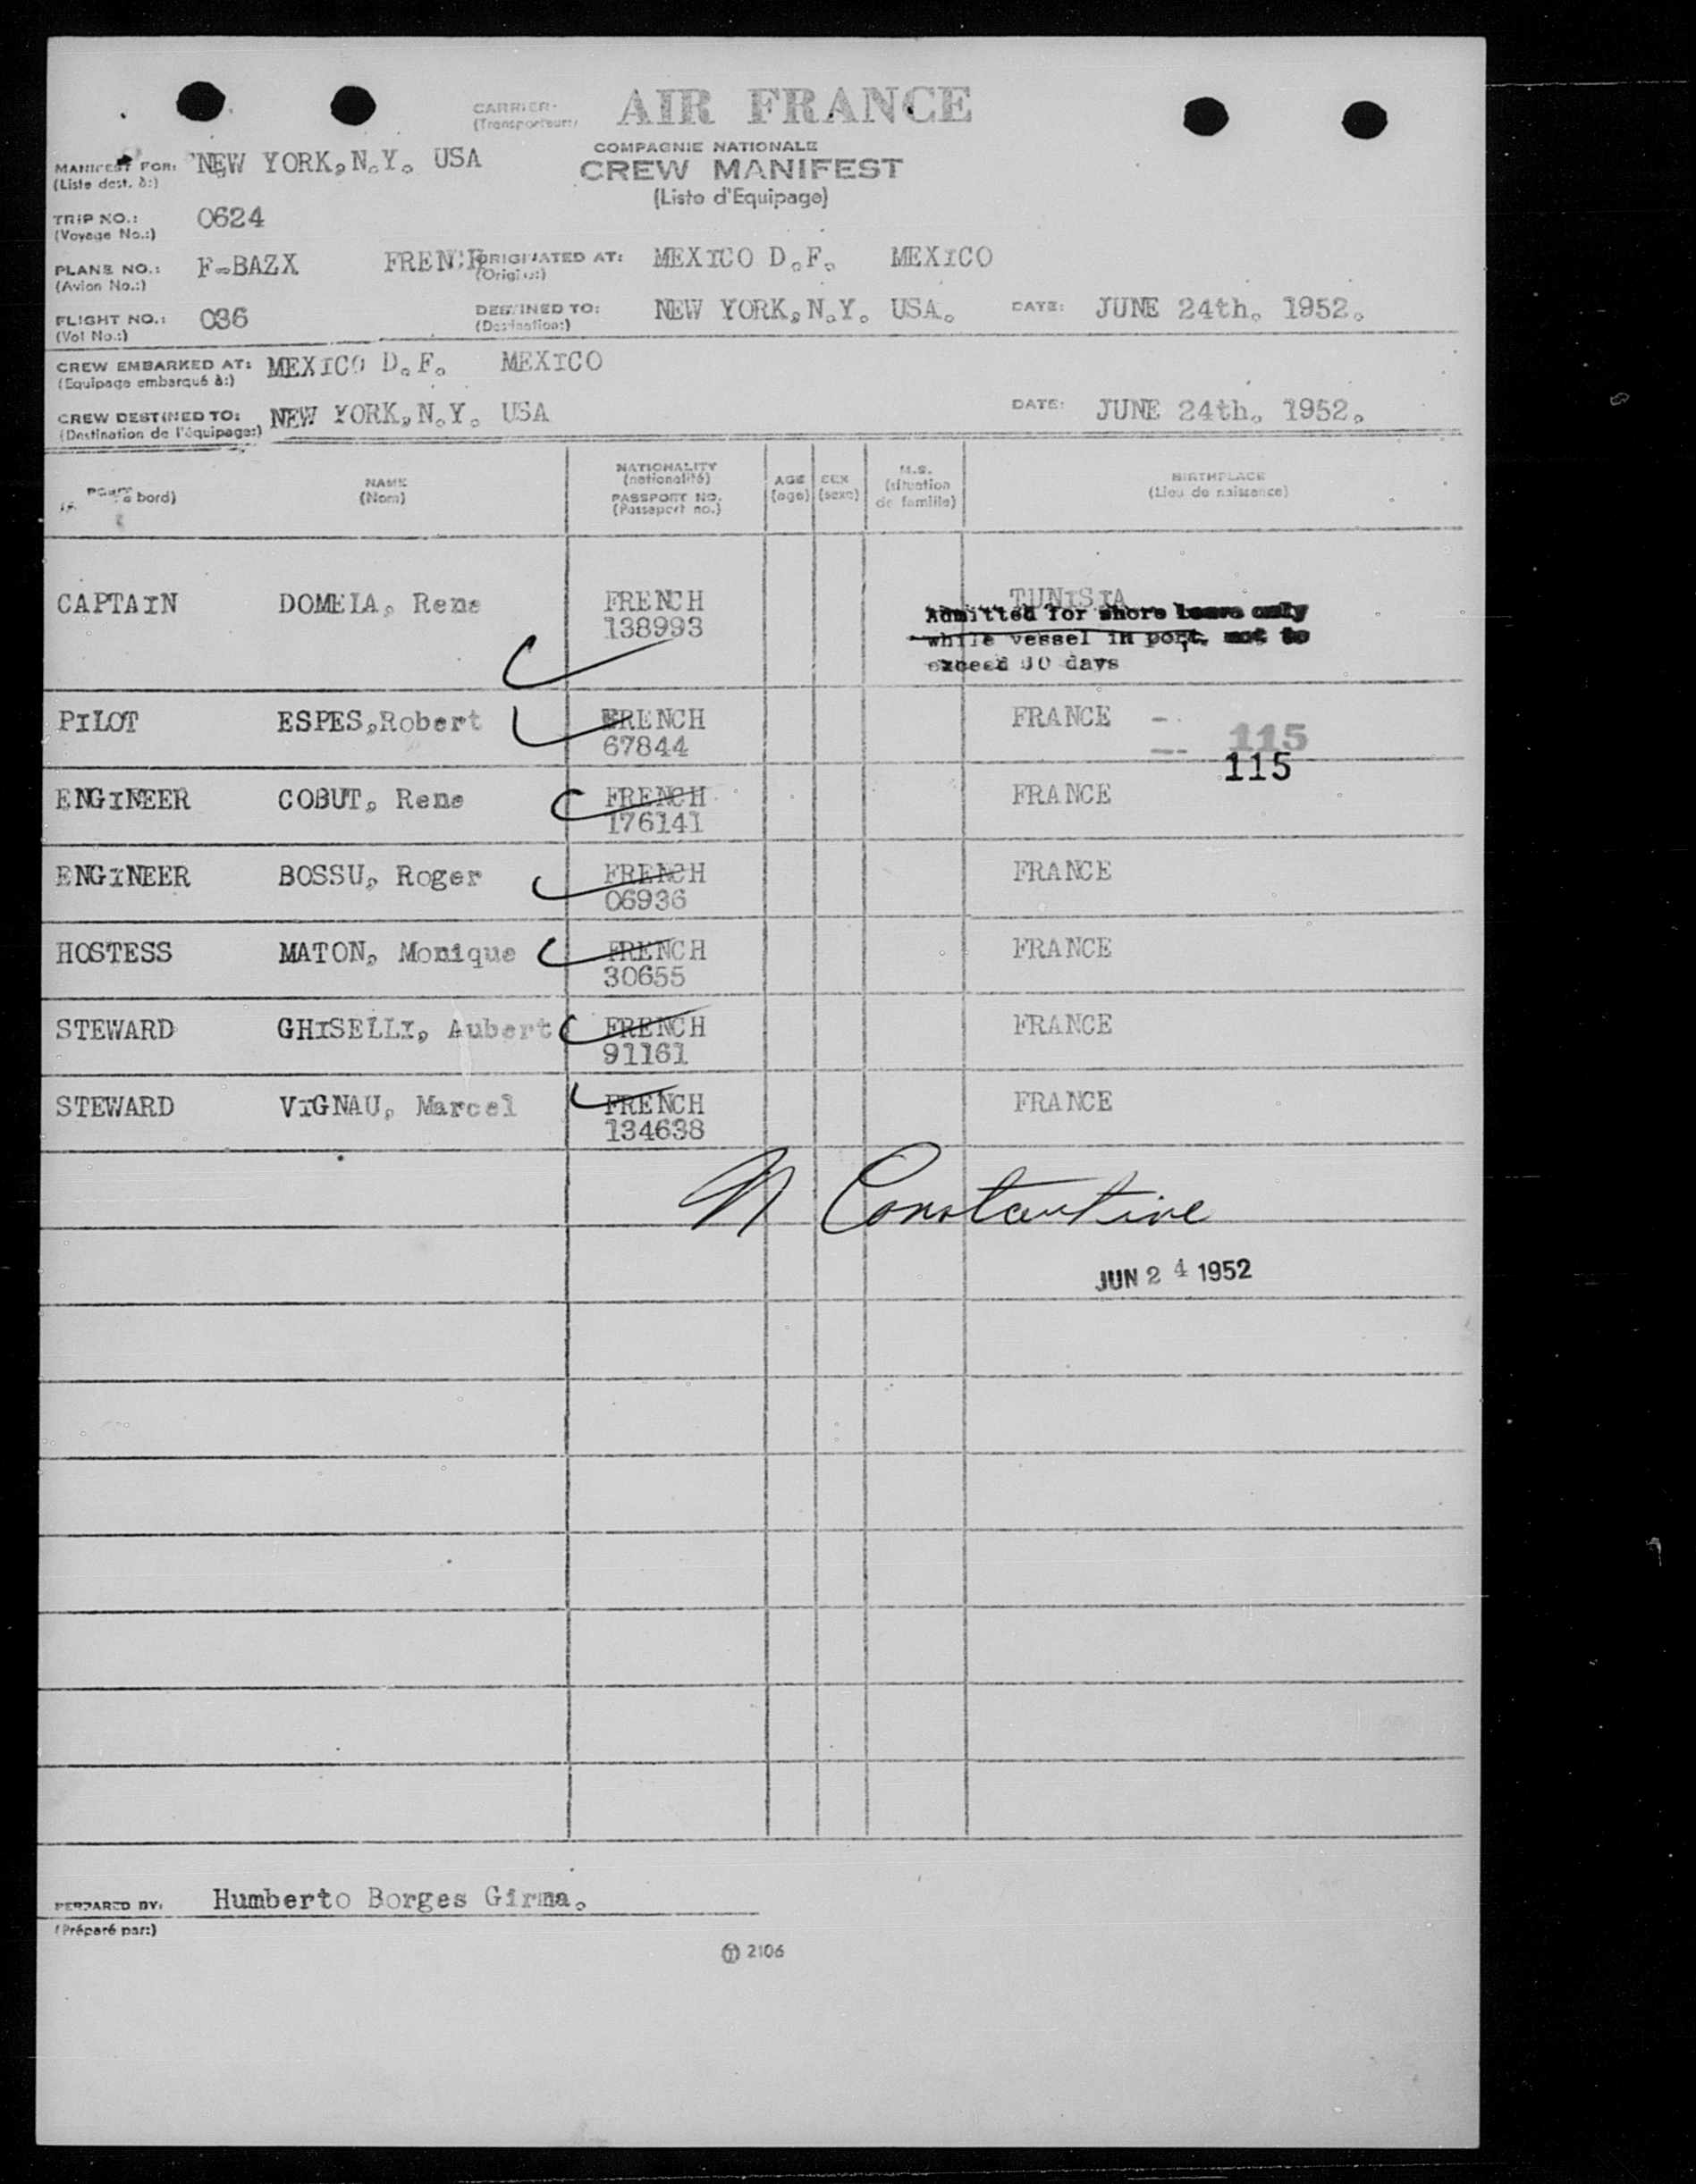 CARRIER: AIR FRANCE
(Transporteur:)
COMPAGNIE NATIONALE
MANIFEST FOR: NEW YORK, N.Y. USA
CREW MANIFEST
(Liste dest. à:)
(Liste d'Equipage)
TRIP NO.: 0624
(Voyage No.:)
PLANE NO.: F-BAZX FRENCH ORIGINATED AT: MEXICO D.F. MEXICO
(Avion No.:) (Origine:)
FLIGHT NO.: 036 DESTINED TO: NEW YORK, N.Y. USA. DATE: JUNE 24th. 1952.
(Vol No.:) (Destination:)
CREW EMBARKED AT: MEXICO D.F. MEXICO
(Equipage embarqué à:)
CREW DESTINED TO: NEW YORK, N.Y. USA DATE: JUNE 24th. 1952.
(Destination de l'équipage:)
NAME NATIONALITY AGE SEX M.S. BIRTHPLACE
bord) (Nom) (nationalité) (age) (sexe) (situation de famille) (Lieu de naissance)
PASSPORT NO.
(Passeport no.)
CAPTAIN DOMELA, Rene FRENCH TUNISIA
138993
Admitted for shore leave only
while vessel in port, not to
exceed days
PILOT ESPES, Robert FRENCH FRANCE
67844
115
115
ENGINEER COBUT, Rene FRENCH FRANCE
176141
ENGINEER BOSSU, Roger FRENCH FRANCE
06936
HOSTESS MATON, Monique FRENCH FRANCE
30655
STEWARD GHISELLI, Aubert FRENCH FRANCE
91161
STEWARD VIGNAU, Marcel FRENCH FRANCE
134638
N Constantine
JUN 24 1952
PREPARED BY: Humberto Borges Girma.
(Préparé par:)
2106